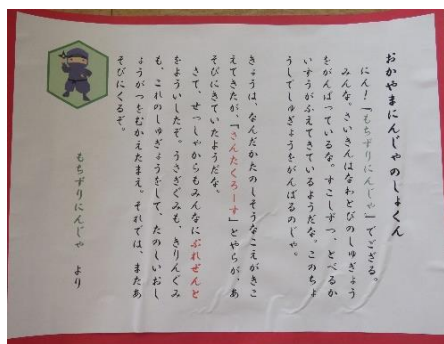 おかやまにんじゃのしょくん
にん!「もちずりにんじゃ」でござる。
みんな。さいきんはなわとびのしゅぎょう
をがんばっているな。すこしずつ、とべるか
いすうがふえてきているようだな。このちょ
うしでしゅぎょうをがんばるのじゃ。
きょうは、なんだかたのしそうなこえがきこ
えてきたが、「さんたくろーす」とやらが、あ
そびにきていたようだな。
さて、せっしゃからもみんなにぷれぜんと
をよういしたぞ。うさぎぐみも、きりんぐみ
も、これのしゅぎょうをして、たのしいおし
ょうがつをむかえたまえ。それでは、またあ
そびにくるぞ。
もちずりにんじゃ より